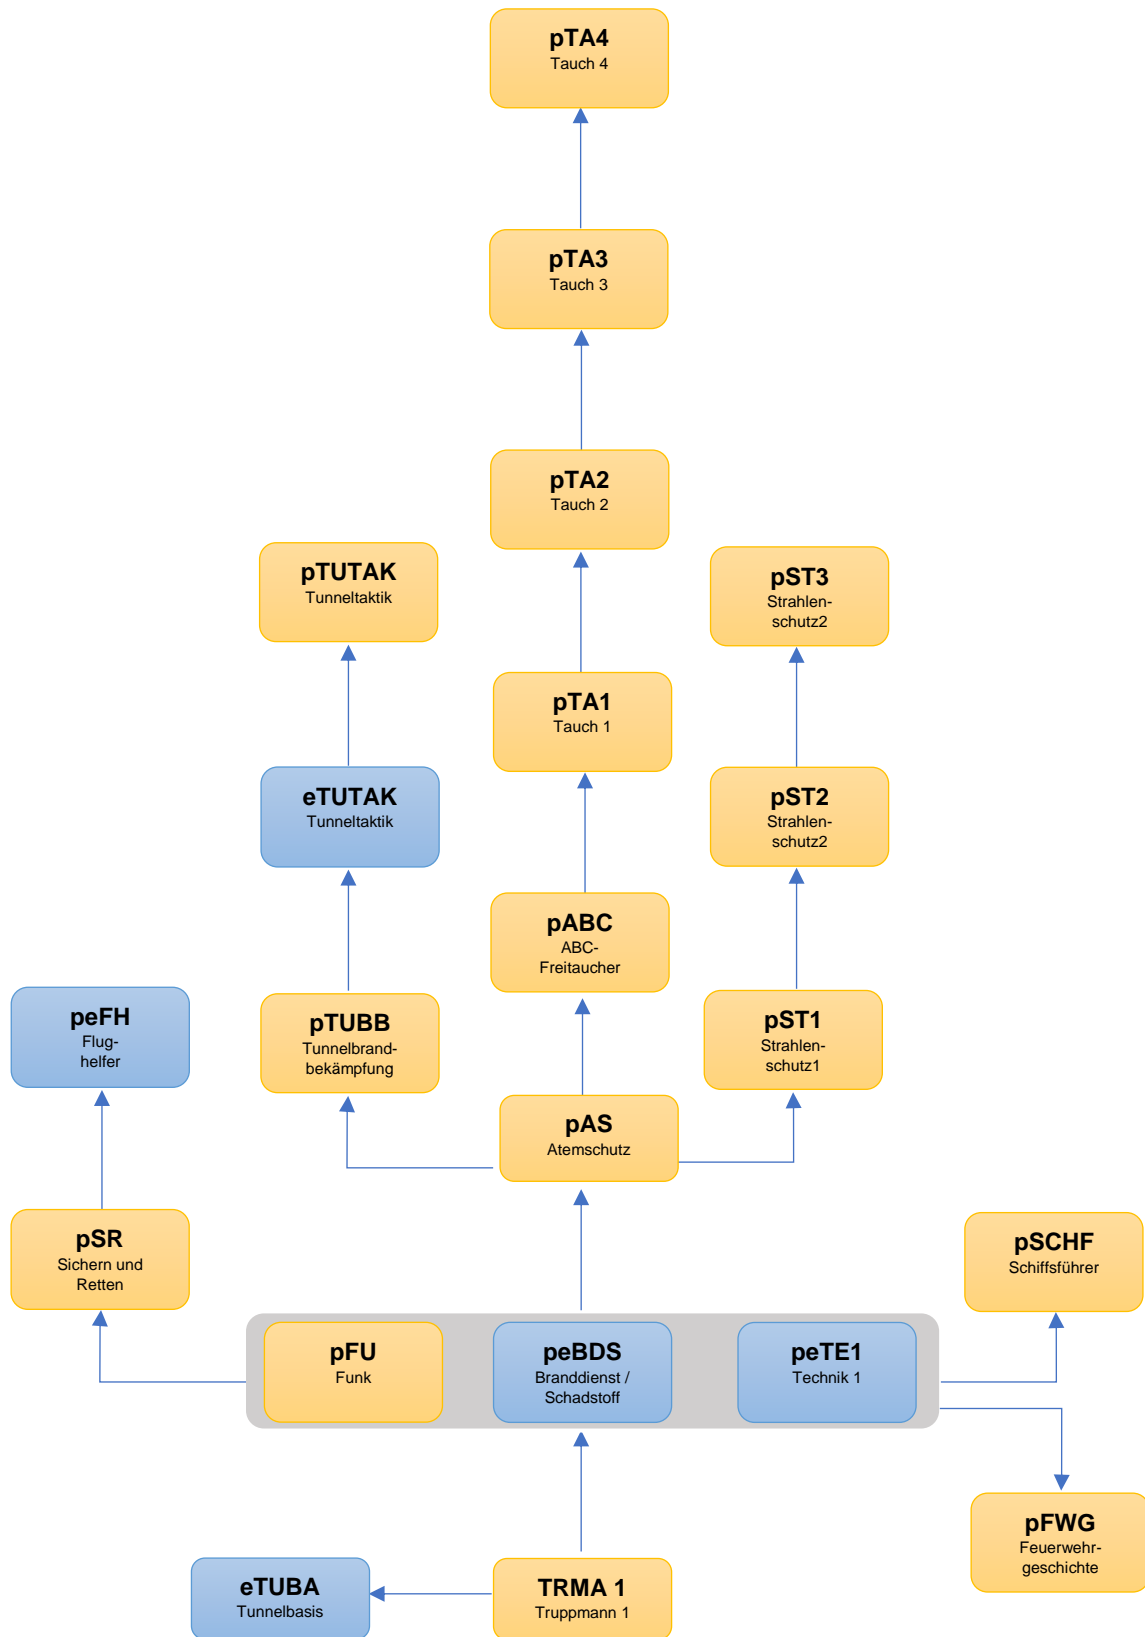 pTA4
Tauch 4
pTA3
Tauch 3
pTA2
Tauch 2
pTUTAK
Tunneltaktik
pST3
Strahlen-
schutz2
pTA1
Tauch 1
eTUTAK
Tunneltaktik
pST2
Strahlen-
schutz2
pABC
ABC-
Freitaucher
peFH
Flug-
helfer
pTUBB
Tunnelbrand-
bekämpfung
pST1
Strahlen-
schutz1
pAS
Atemschutz
pSR
Sichern und
Retten
pSCHF
Schiffsführer
pFU
Funk
peBDS
Branddienst /
Schadstoff
peTE1
Technik 1
pFWG
Feuerwehr-
geschichte
eTUBA
Tunnelbasis
TRMA 1
Truppmann 1